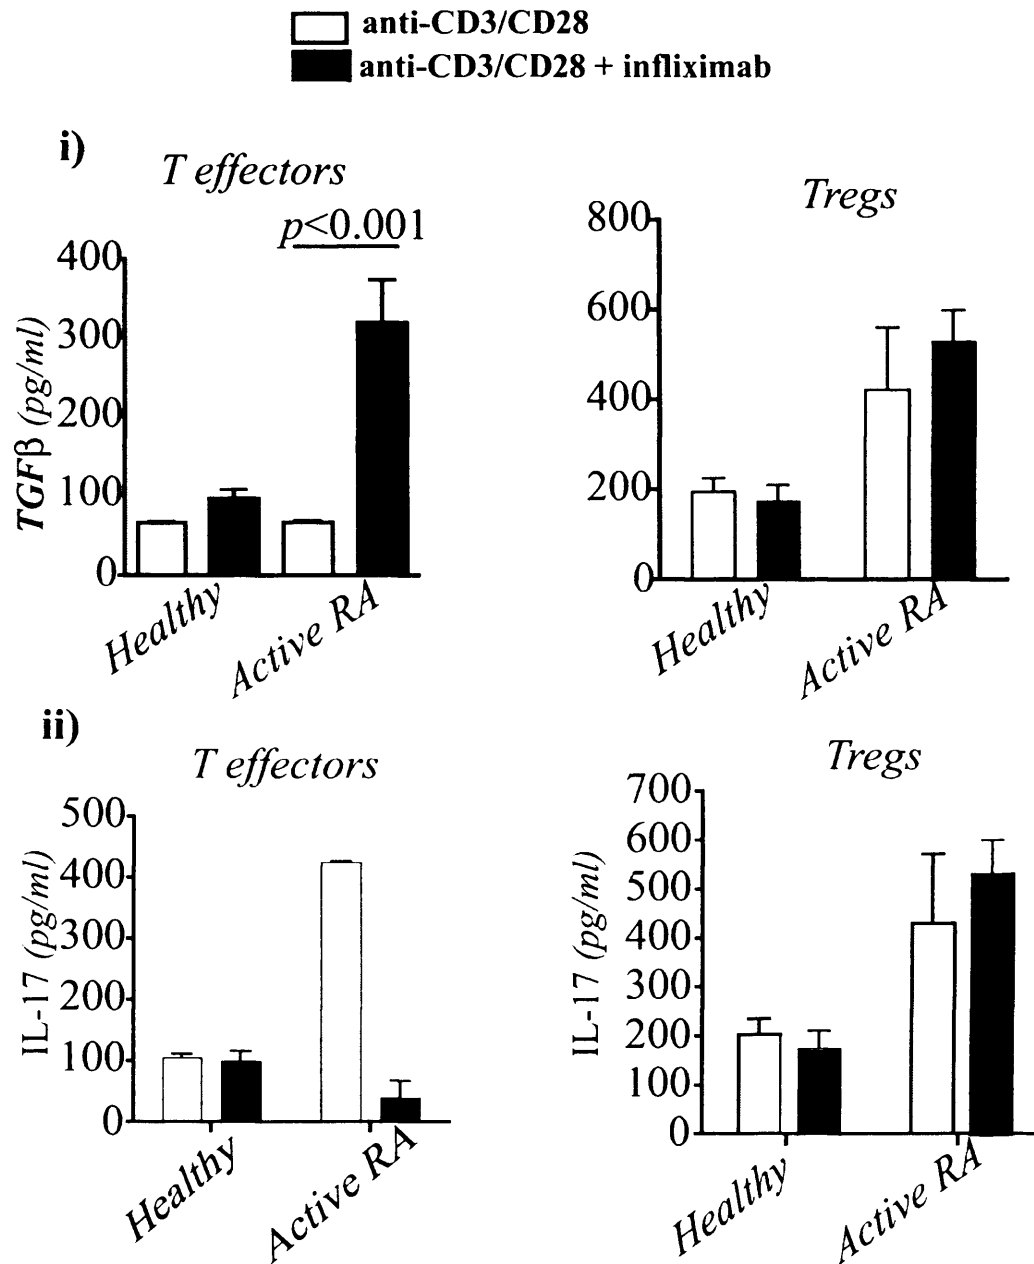 anti-CD3/CD28
anti-CD3/CD28 + infliximab
i)
T effectors
p<0.001
TGFβ (pg/ml)
400
300
200
100
0
Healthy
Active RA
Tregs
800
600
400
200
0
Healthy
Active RA
ii)
T effectors
IL-17 (pg/ml)
500
400
300
200
100
0
Healthy
Active RA
Tregs
IL-17 (pg/ml)
700
600
500
400
300
200
100
0
Healthy
Active RA